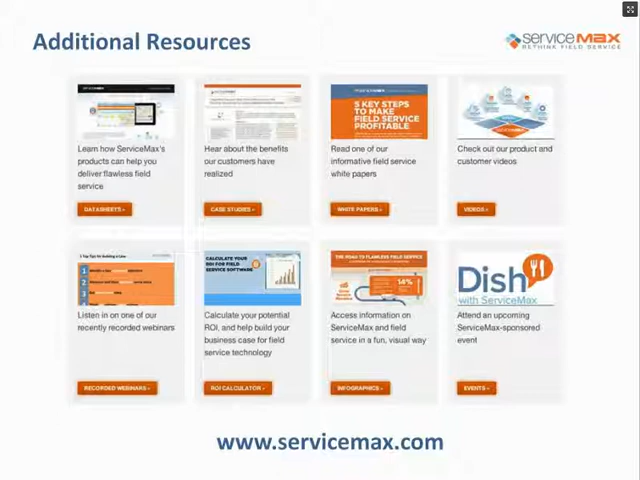 Additional Resources
serviceMAX
RETHINK FIELD SERVICE
Learn how ServiceMax's
products can help you
deliver flawless field
service
DATASHEETS
Hear about the benefits
our customers have
realized
CASE STUDIES
5 KEY STEPS
TO MAKE
FIELD SERVICE
PROFITABLE
Read one of our
informative field service
white papers
WHITE PAPERS
Check out our product and
customer videos
VIDEOS
Listen in on one of our
recently recorded webinars
RECORDED WEBINARS
CALCULATE YOUR
ROI FOR FIELD
SERVICE SOFTWARE
Calculate your potential
ROI, and help build your
business case for field
service technology
ROI CALCULATOR
THE ROAD TO FLAWLESS FIELD SERVICE
14%
Access information on
ServiceMax and field
service in a fun, visual way
INFOGRAPHICS
Dish
with ServiceMax
Attend an upcoming
ServiceMax-sponsored
event
EVENTS
www.servicemax.com